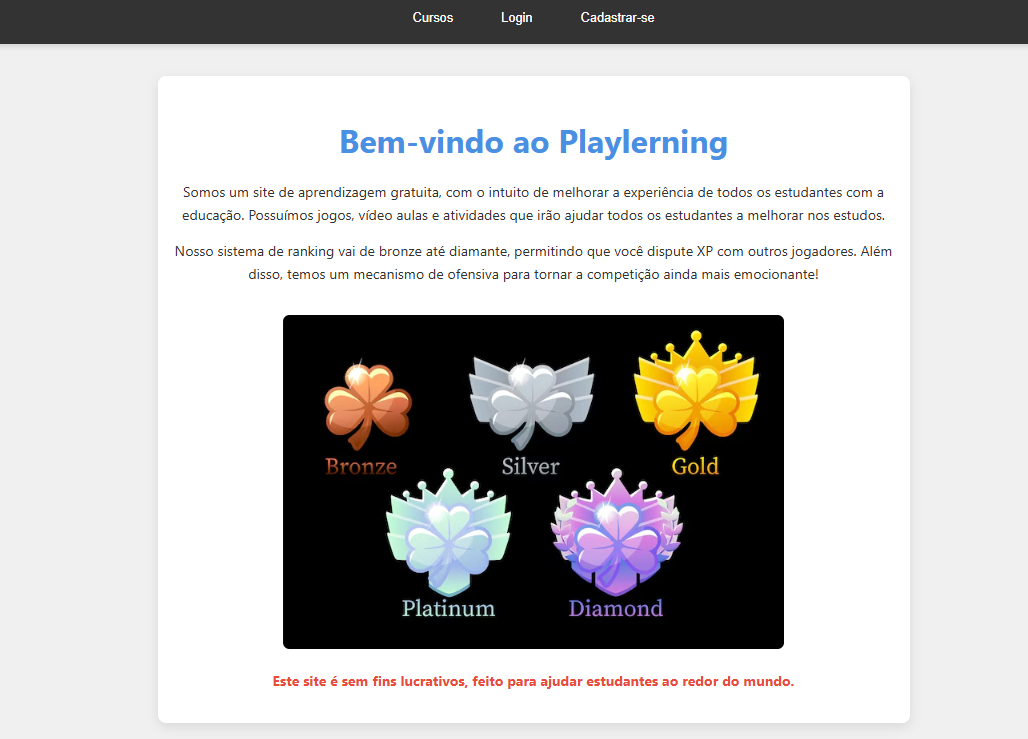 Cursos Login Cadastrar-se
Bem-vindo ao Playlerning
Somos um site de aprendizagem gratuita, com o intuito de melhorar a experiência de todos os estudantes com a
educação. Possuímos jogos, vídeo aulas e atividades que irão ajudar todos os estudantes a melhorar nos estudos.
Nosso sistema de ranking vai de bronze até diamante, permitindo que você dispute XP com outros jogadores. Além
disso, temos um mecanismo de ofensiva para tornar a competição ainda mais emocionante!
Bronze Silver Gold
Platinum Diamond
Este site é sem fins lucrativos, feito para ajudar estudantes ao redor do mundo.